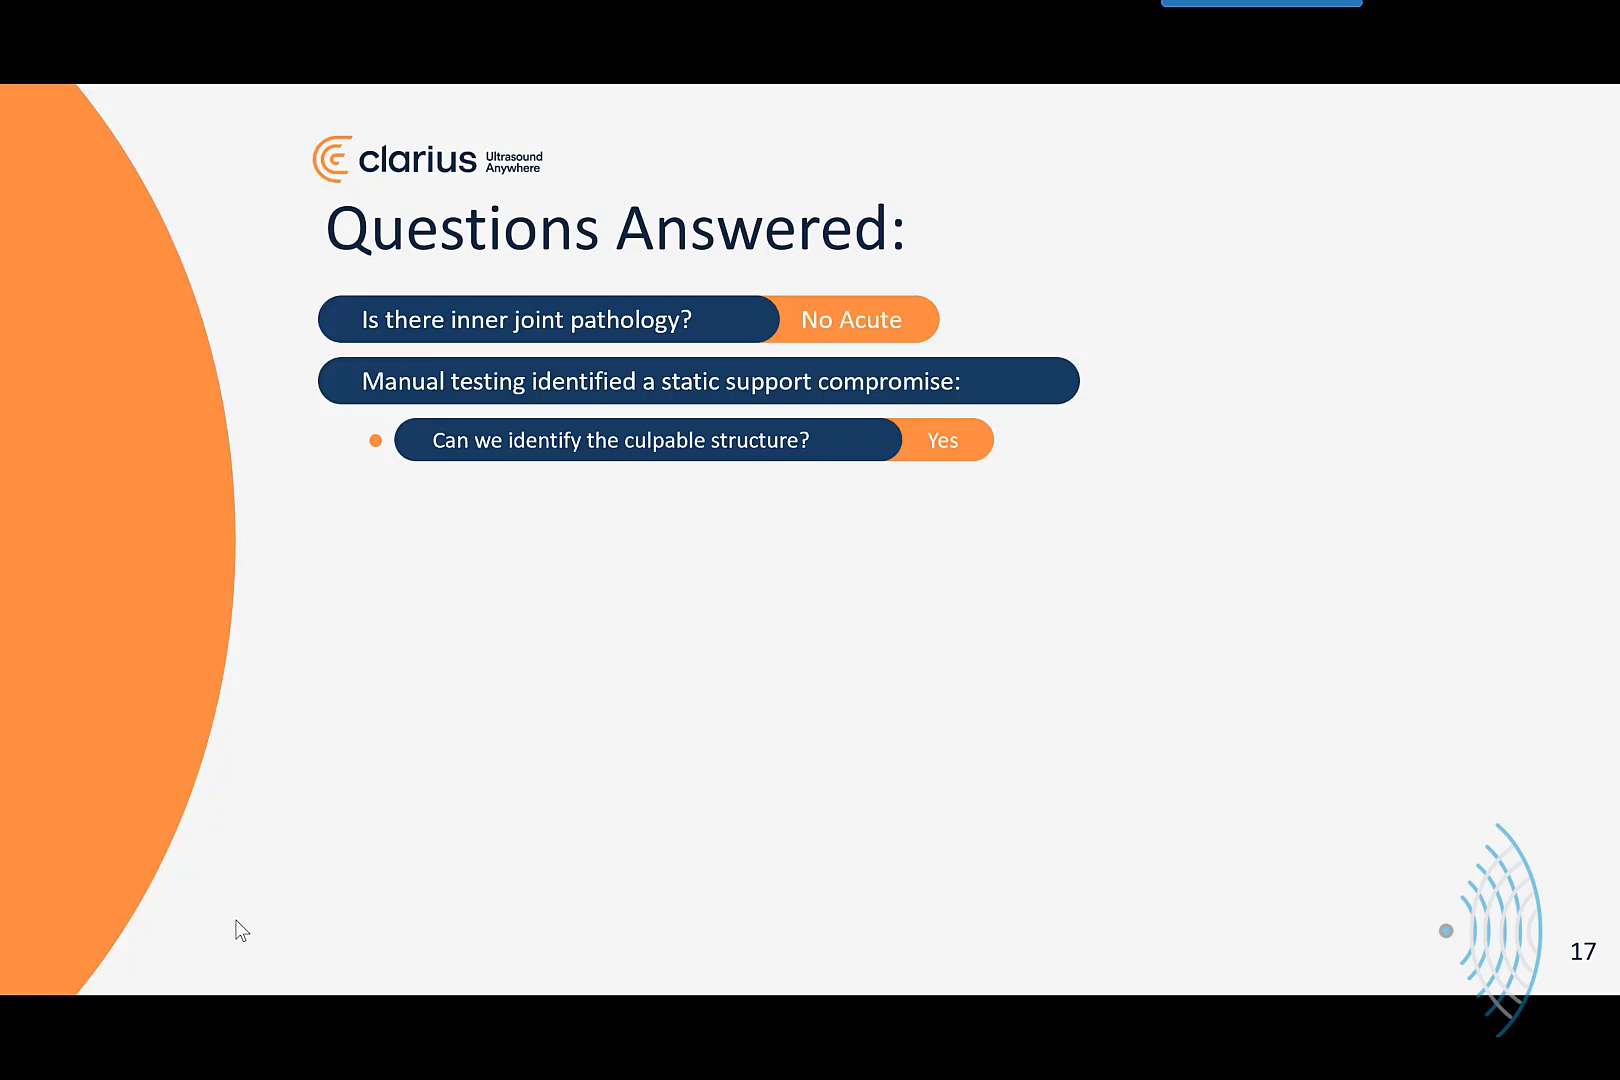 clarius Ultrasound
Anywhere
Questions Answered:
Is there inner joint pathology? No Acute
Manual testing identified a static support compromise:
Can we identify the culpable structure? Yes
17